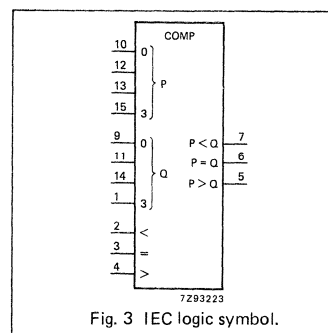 COMP
10 0
12
13 P
15 3
9 0
11
14 Q
1 3
P < Q 7
P = Q 6
P > Q 5
2 <
3 =
4 >
7Z93223
Fig. 3 IEC logic symbol.